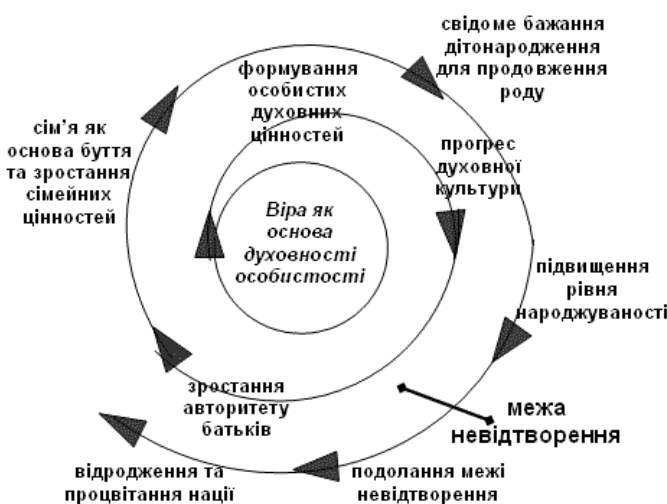 свідоме бажання
дітонародження
для продовження
роду
формування
особистих
духовних
цінностей
сім’я як
основа буття
та зростання
сімейних
цінностей
прогрес
духовної
культури
Віра як
основа
духовності
особистості
підвищення
рівня
народжуваності
зростання
авторитету
батьків
межа
невідтворення
відродження та
процвітання нації
подолання межі
невідтворення